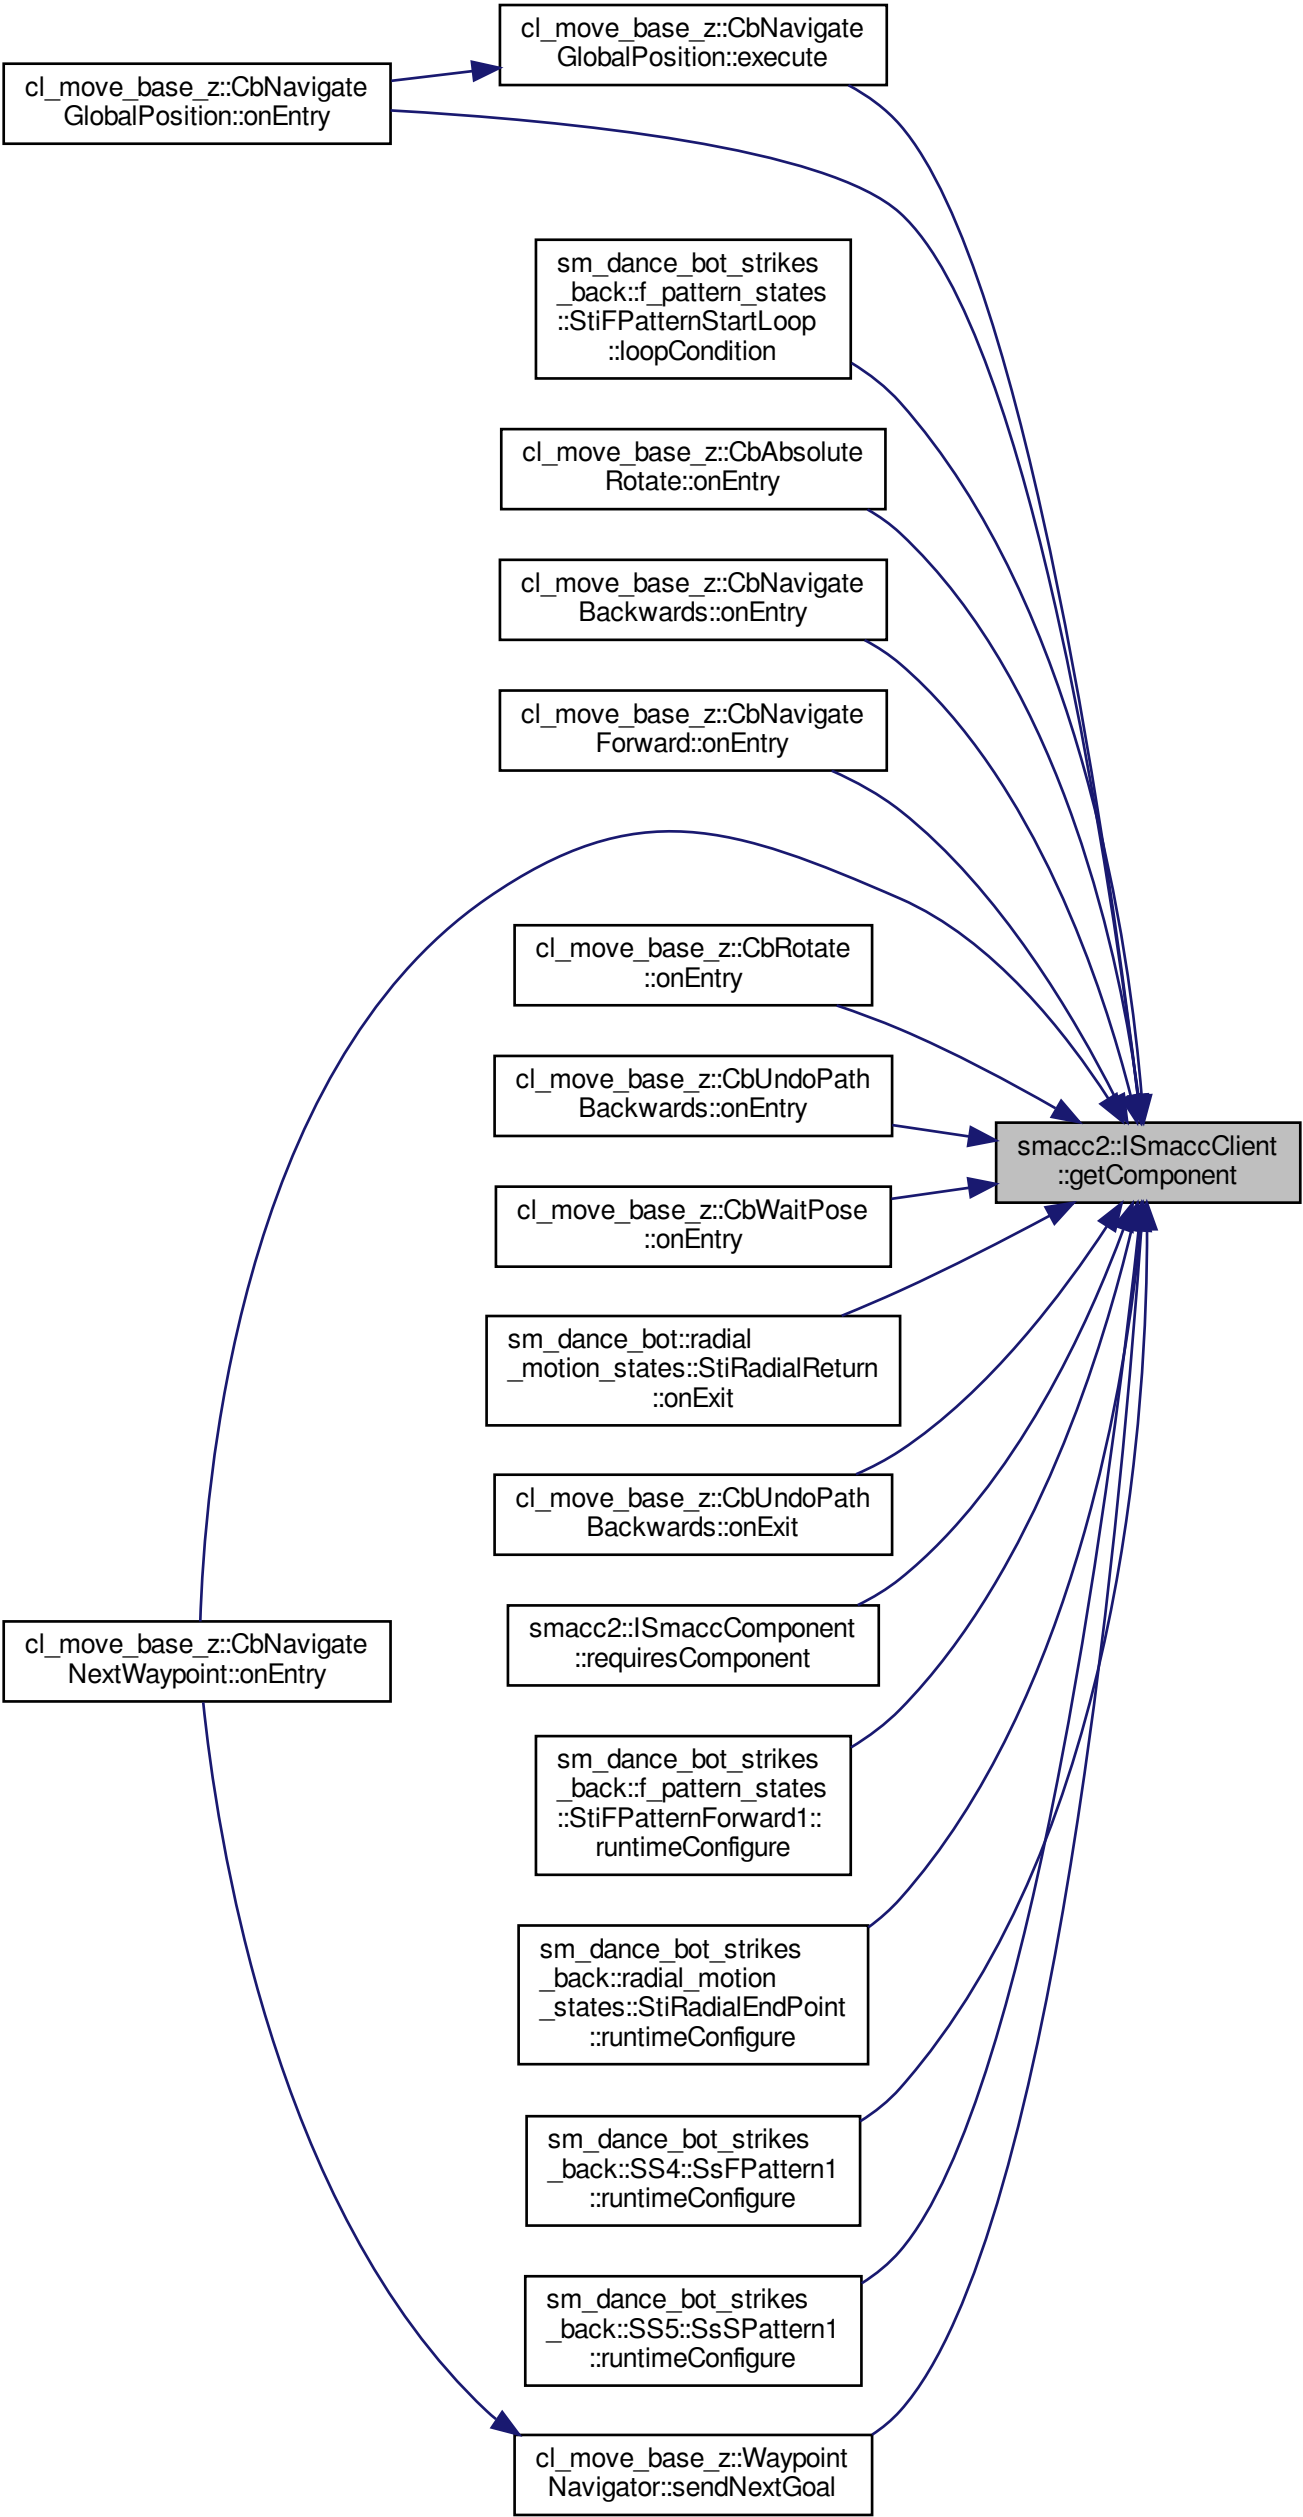 cl_move_base_z::CbNavigate
GlobalPosition::execute
cl_move_base_z::CbNavigate
GlobalPosition::onEntry
sm_dance_bot_strikes
_back::f_pattern_states
::StiFPatternStartLoop
::loopCondition
cl_move_base_z::CbAbsolute
Rotate::onEntry
cl_move_base_z::CbNavigate
Backwards::onEntry
cl_move_base_z::CbNavigate
Forward::onEntry
cl_move_base_z::CbRotate
::onEntry
cl_move_base_z::CbUndoPath
Backwards::onEntry
smacc2::ISmaccClient
::getComponent
cl_move_base_z::CbWaitPose
::onEntry
sm_dance_bot::radial
_motion_states::StiRadialReturn
::onExit
cl_move_base_z::CbUndoPath
Backwards::onExit
smacc2::ISmaccComponent
::requiresComponent
cl_move_base_z::CbNavigate
NextWaypoint::onEntry
sm_dance_bot_strikes
_back::f_pattern_states
::StiFPatternForward1::
runtimeConfigure
sm_dance_bot_strikes
_back::radial_motion
_states::StiRadialEndPoint
::runtimeConfigure
sm_dance_bot_strikes
_back::SS4::SsFPattern1
::runtimeConfigure
sm_dance_bot_strikes
_back::SS5::SsSPattern1
::runtimeConfigure
cl_move_base_z::Waypoint
Navigator::sendNextGoal